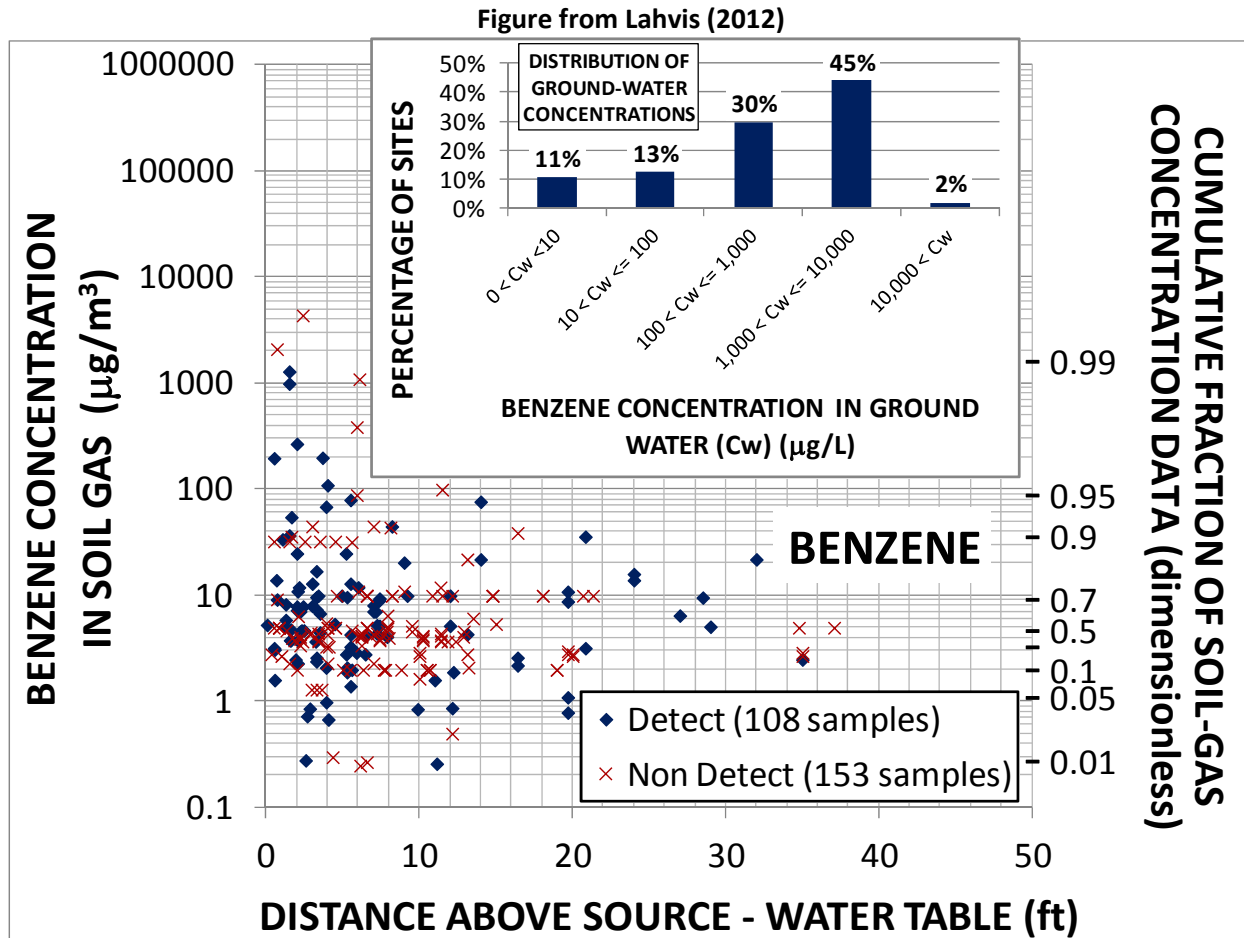 Figure from Lahvis (2012)
BENZENE CONCENTRATION
IN SOIL GAS (μg/m³)
1000000
100000
10000
1000
100
10
1
0.1
DISTRIBUTION OF
GROUND-WATER
CONCENTRATIONS
PERCENTAGE OF SITES
50%
40%
30%
20%
10%
0%
11%
13%
30%
45%
2%
0 < Cw <10
10 < Cw <= 100
100 < Cw <= 1,000
1,000 < Cw <= 10,000
10,000 < Cw
BENZENE CONCENTRATION IN GROUND
WATER (Cw) (μg/L)
BENZENE
Detect (108 samples)
Non Detect (153 samples)
0.99
0.95
0.9
0.7
0.5
0.1
0.05
0.01
CUMULATIVE FRACTION OF SOIL-GAS
CONCENTRATION DATA (dimensionless)
0
10
20
30
40
50
DISTANCE ABOVE SOURCE - WATER TABLE (ft)